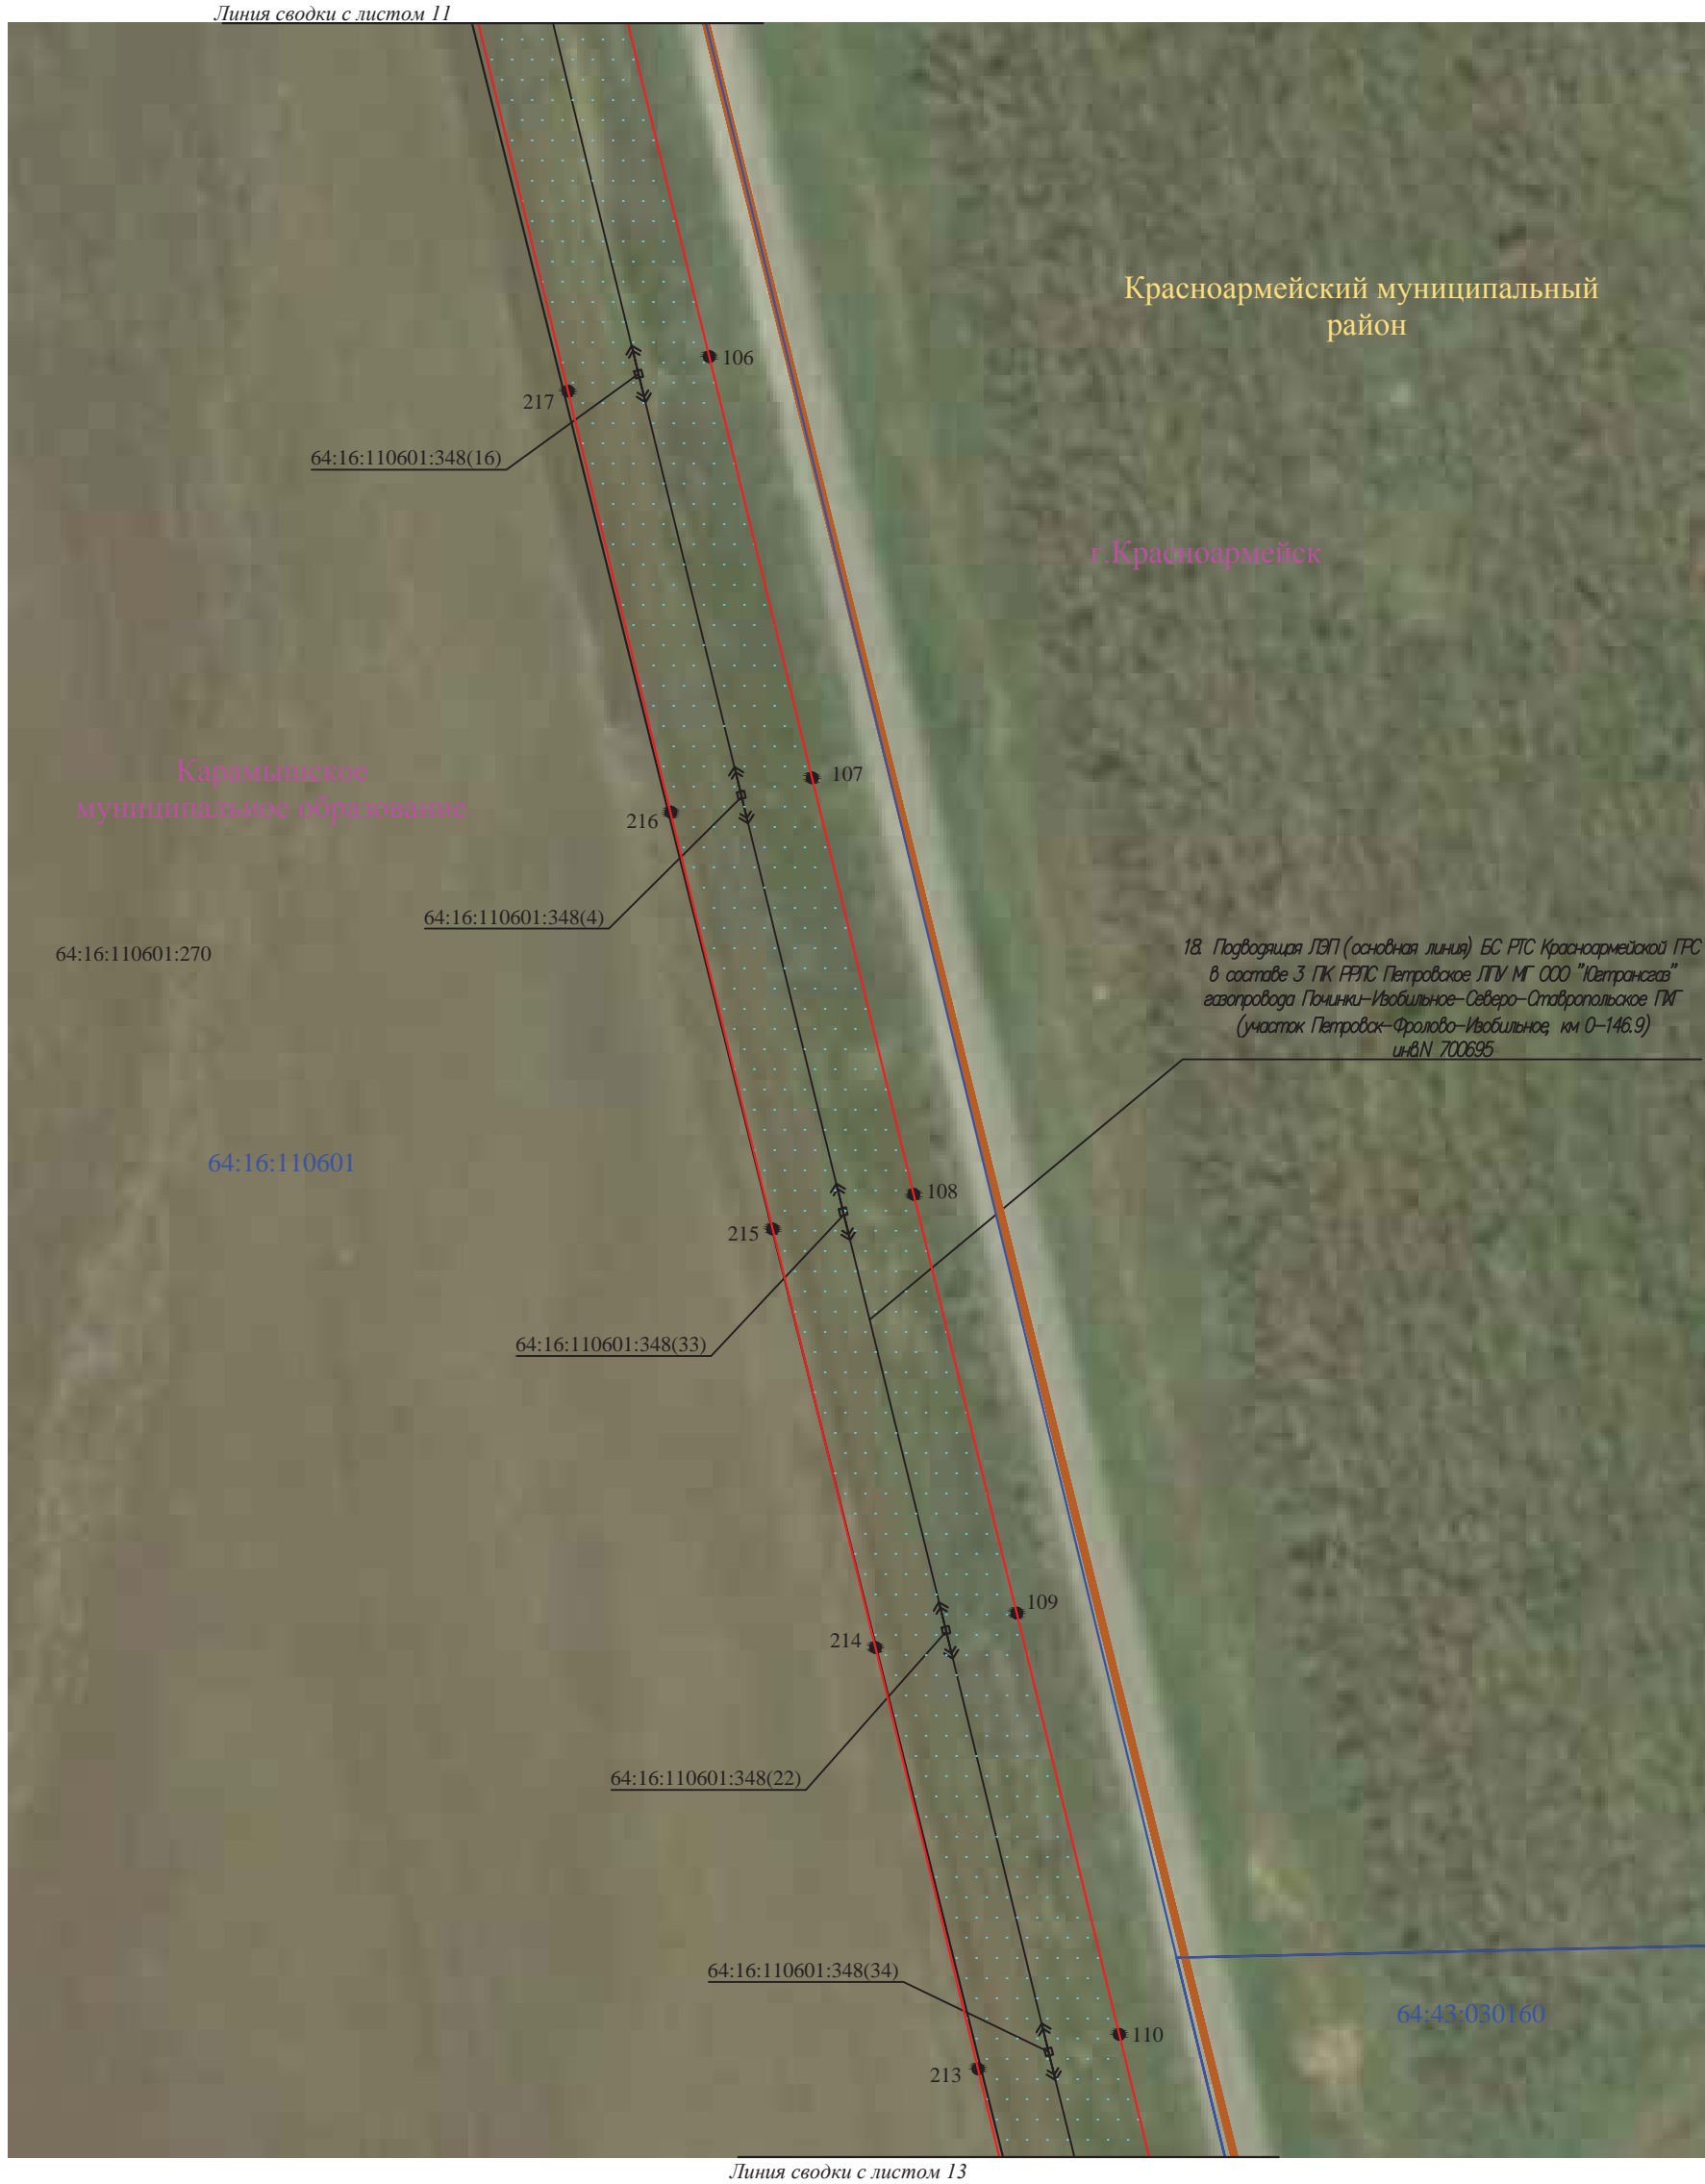 Линия сводки с листом 11
Красноармейский муниципальный
район
106
217
64:16:110601:348(16)
г.Красноармейск
Карамышское
муниципальное образование
107
216
64:16:110601:348(4)
64:16:110601:270
18. Подводящая ЛЭП (основная линия) БС РТС Красноармейской ГРС
в составе 3 ПК РРЛС Петровское ЛПУ МГ ООО "Югтрансгаз"
газопровода Починки-Изобильное-Северо-Ставропольское ПХГ
(участок Петровск-Фролово-Изобильное, км 0-146.9)
инв.N 700695
64:16:110601
108
215
64:16:110601:348(33)
109
214
64:16:110601:348(22)
64:16:110601:348(34)
64:43:030160
110
213
Линия сводки с листом 13